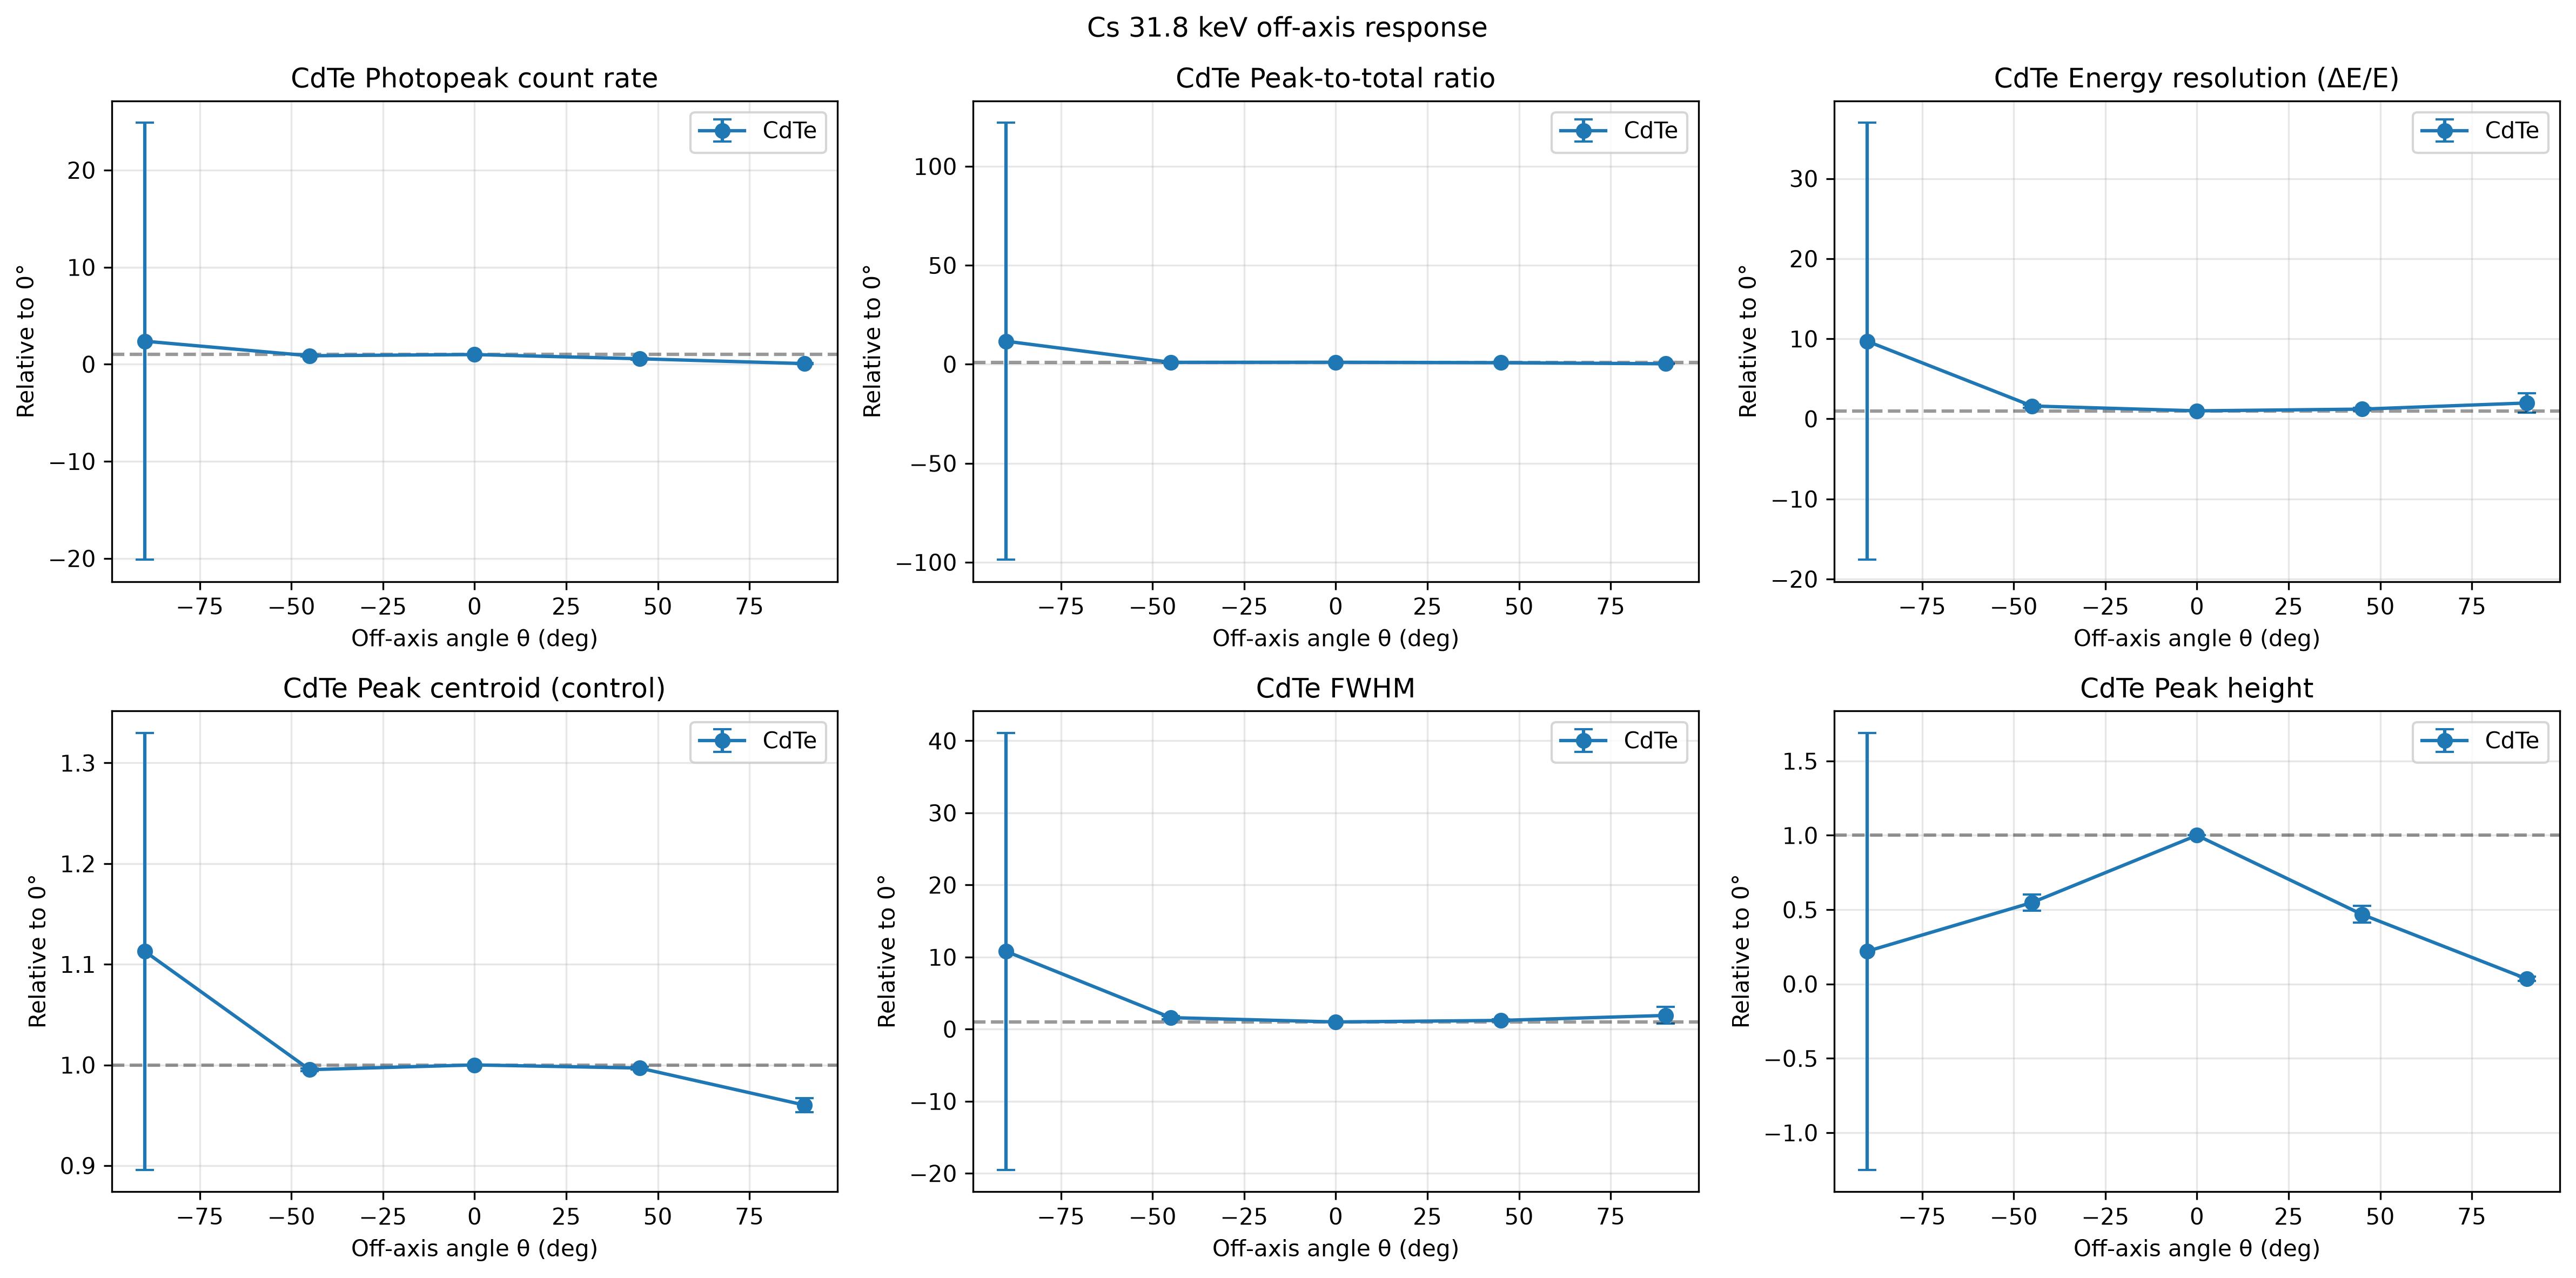 Cs 31.8 keV off-axis response
CdTe Photopeak count rate
Relative to 0°
20
10
0
−10
−20
CdTe
−75 −50 −25 0 25 50 75
Off-axis angle θ (deg)
CdTe Peak-to-total ratio
Relative to 0°
100
50
0
−50
−100
CdTe
−75 −50 −25 0 25 50 75
Off-axis angle θ (deg)
CdTe Energy resolution (ΔE/E)
Relative to 0°
30
20
10
0
−10
−20
CdTe
−75 −50 −25 0 25 50 75
Off-axis angle θ (deg)
CdTe Peak centroid (control)
Relative to 0°
1.3
1.2
1.1
1.0
0.9
CdTe
−75 −50 −25 0 25 50 75
Off-axis angle θ (deg)
CdTe FWHM
Relative to 0°
40
30
20
10
0
−10
−20
CdTe
−75 −50 −25 0 25 50 75
Off-axis angle θ (deg)
CdTe Peak height
Relative to 0°
1.5
1.0
0.5
0.0
−0.5
−1.0
CdTe
−75 −50 −25 0 25 50 75
Off-axis angle θ (deg)